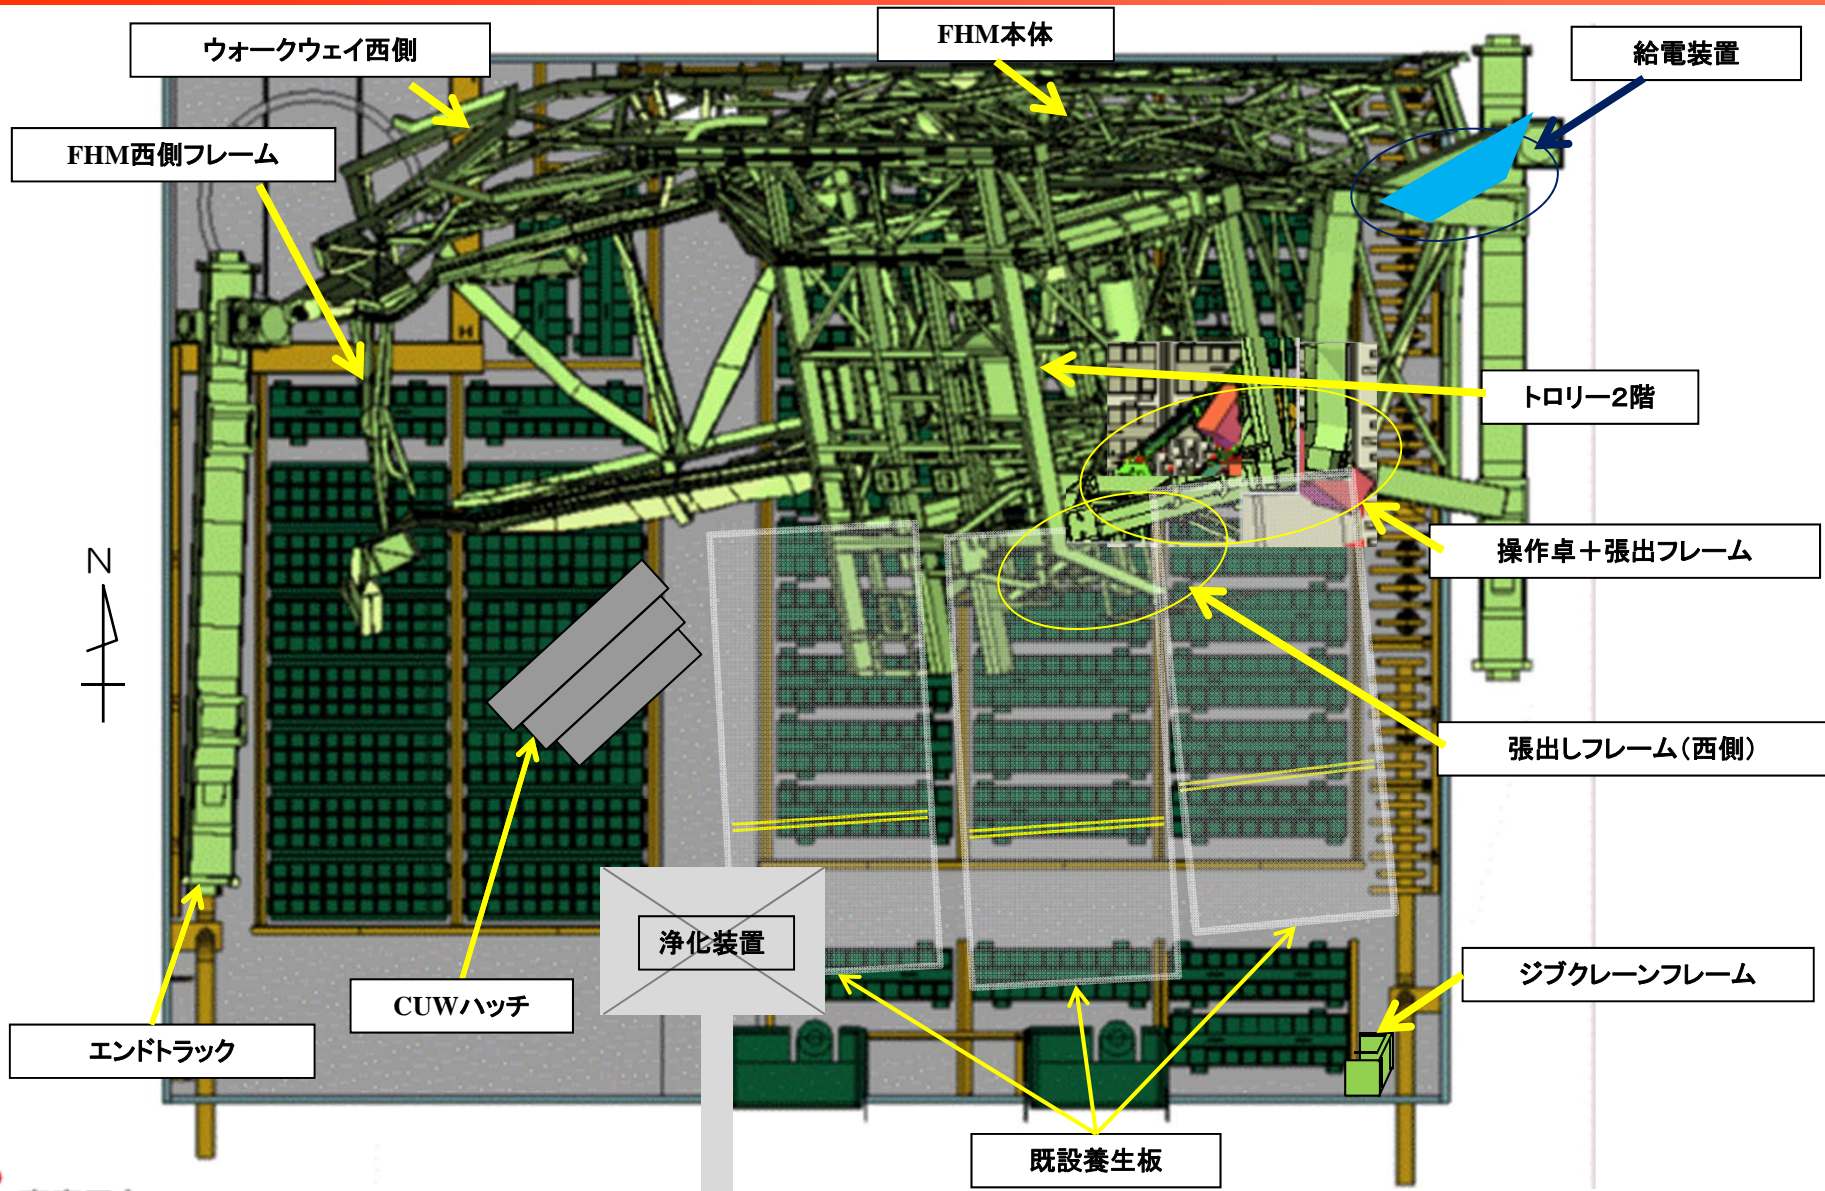 ウォークウェイ西側
FHM本体
給電装置
FHM西側フレーム
トロリー2階
操作卓＋張出フレーム
N
張出しフレーム（西側）
浄化装置
ジブクレーンフレーム
CUWハッチ
エンドトラック
既設養生板